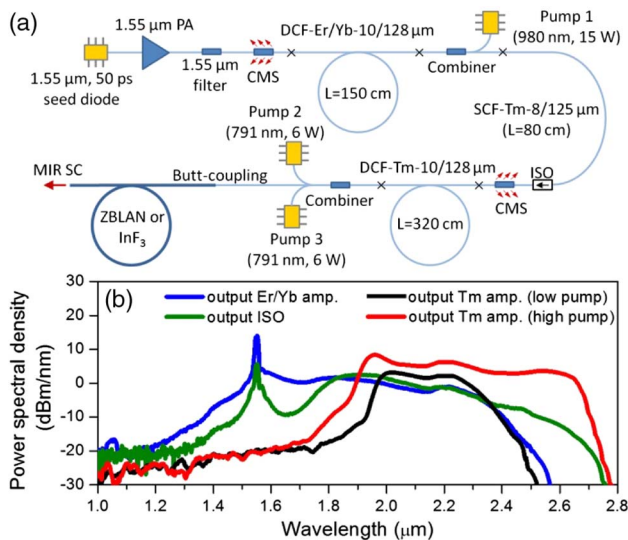 (a)
1.55 μm PA
DCF-Er/Yb-10/128 μm
Pump 1
(980 nm, 15 W)
1.55 μm, 50 ps
seed diode
1.55 μm
filter
CMS
L=150 cm
Combiner
SCF-Tm-8/125 μm
(L=80 cm)
Pump 2
(791 nm, 6 W)
MIR SC
Butt-coupling
DCF-Tm-10/128 μm
ISO
Combiner
CMS
ZBLAN or
InF3
L=320 cm
Pump 3
(791 nm, 6 W)
(b)
output Er/Yb amp.
output Tm amp. (low pump)
output ISO
output Tm amp. (high pump)
Power spectral density
(dBm/nm)
30
20
10
0
-10
-20
-30
1.0 1.2 1.4 1.6 1.8 2.0 2.2 2.4 2.6 2.8
Wavelength (μm)